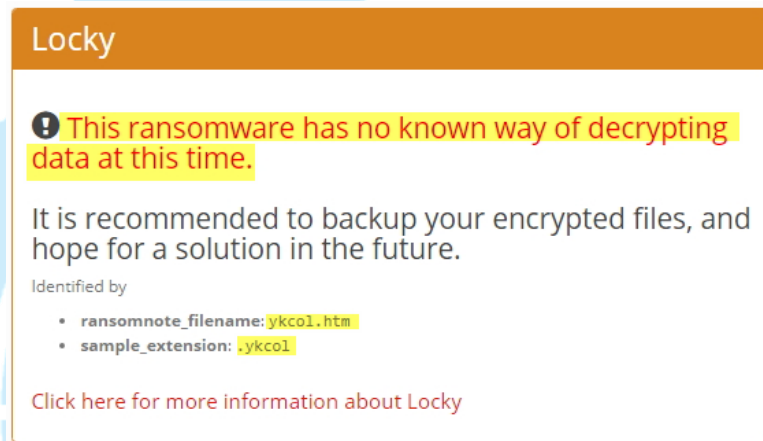 Locky
This ransomware has no known way of decrypting
data at this time.
It is recommended to backup your encrypted files, and
hope for a solution in the future.
Identified by
• ransomnote_filename: ykcol.htm
• sample_extension: .ykcol
Click here for more information about Locky